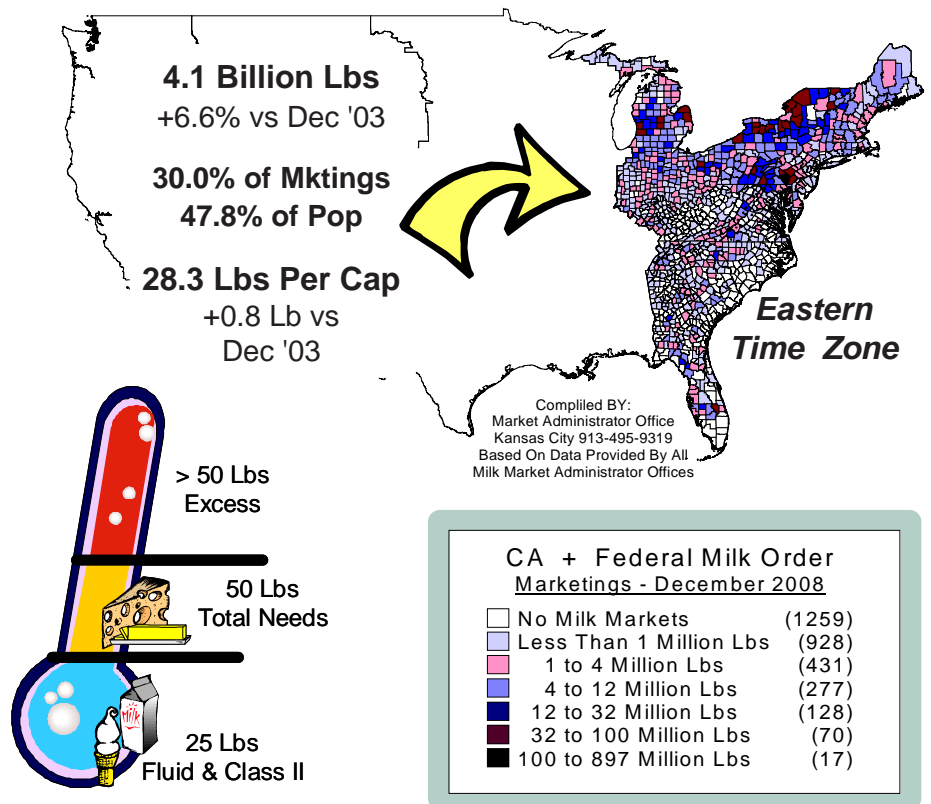 4.1 Billion Lbs
+6.6% vs Dec '03
30.0% of Mktings
47.8% of Pop
28.3 Lbs Per Cap
+0.8 Lb vs
Dec '03
Eastern
Time Zone
Compliled BY:
Market Administrator Office
Kansas City 913-495-9319
Based On Data Provided By All
Milk Market Administrator Offices
> 50 Lbs
Excess
50 Lbs
Total Needs
Milk
25 Lbs
Fluid & Class II
CA + Federal Milk Order
Marketings - December 2008
No Milk Markets (1259)
Less Than 1 Million Lbs (928)
1 to 4 Million Lbs (431)
4 to 12 Million Lbs (277)
12 to 32 Million Lbs (128)
32 to 100 Million Lbs (70)
100 to 897 Million Lbs (17)